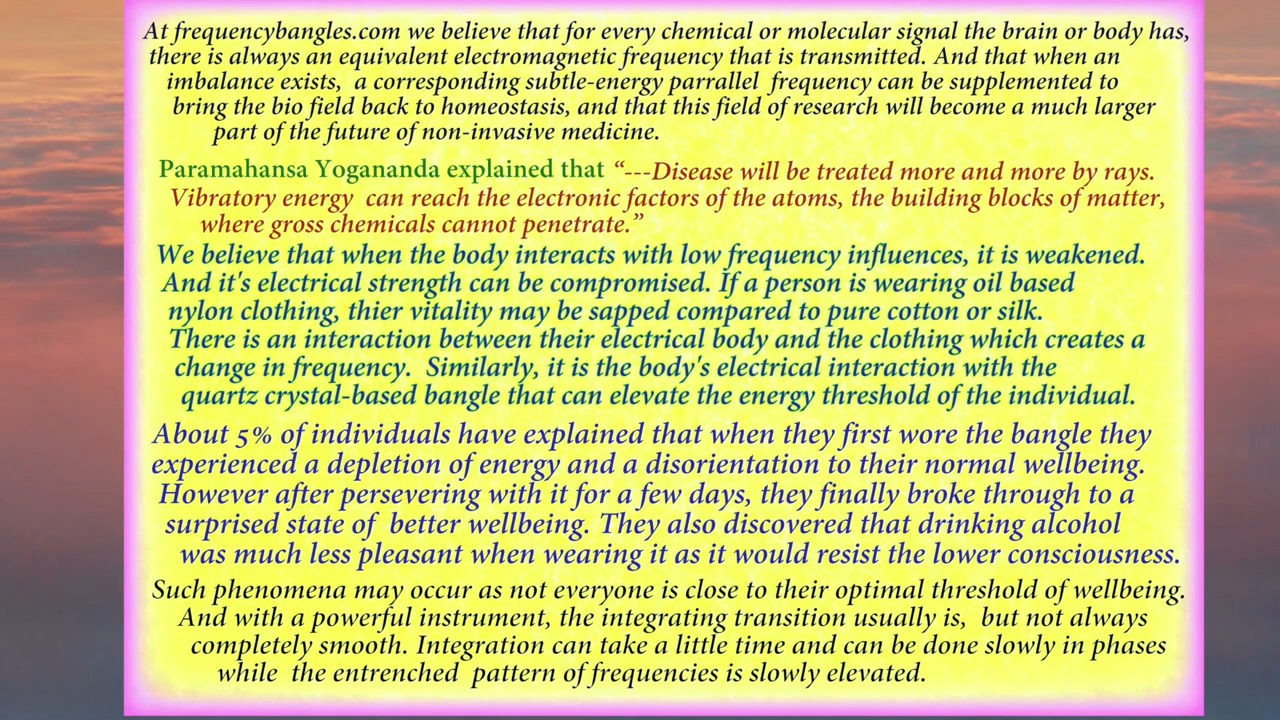 At frequencybangles.com we believe that for every chemical or molecular signal the brain or body has,
there is always an equivalent electromagnetic frequency that is transmitted. And that when an
imbalance exists, a corresponding subtle-energy parrallel frequency can be supplemented to
bring the bio field back to homeostasis, and that this field of research will become a much larger
part of the future of non-invasive medicine.
Paramahansa Yogananda explained that “---Disease will be treated more and more by rays.
Vibratory energy can reach the electronic factors of the atoms, the building blocks of matter,
where gross chemicals cannot penetrate.”
We believe that when the body interacts with low frequency influences, it is weakened.
And it's electrical strength can be compromised. If a person is wearing oil based
nylon clothing, thier vitality may be sapped compared to pure cotton or silk.
There is an interaction between their electrical body and the clothing which creates a
change in frequency. Similarly, it is the body's electrical interaction with the
quartz crystal-based bangle that can elevate the energy threshold of the individual.
About 5% of individuals have explained that when they first wore the bangle they
experienced a depletion of energy and a disorientation to their normal wellbeing.
However after persevering with it for a few days, they finally broke through to a
surprised state of better wellbeing. They also discovered that drinking alcohol
was much less pleasant when wearing it as it would resist the lower consciousness.
Such phenomena may occur as not everyone is close to their optimal threshold of wellbeing.
And with a powerful instrument, the integrating transition usually is, but not always
completely smooth. Integration can take a little time and can be done slowly in phases
while the entrenched pattern of frequencies is slowly elevated.